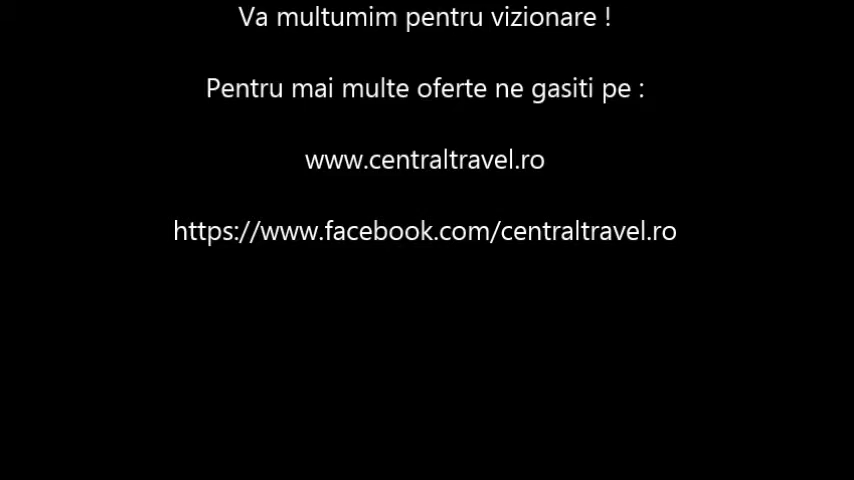 Va multumim pentru vizionare !
Pentru mai multe oferte ne gasiti pe :
www.centraltravel.ro
https://www.facebook.com/centraltravel.ro